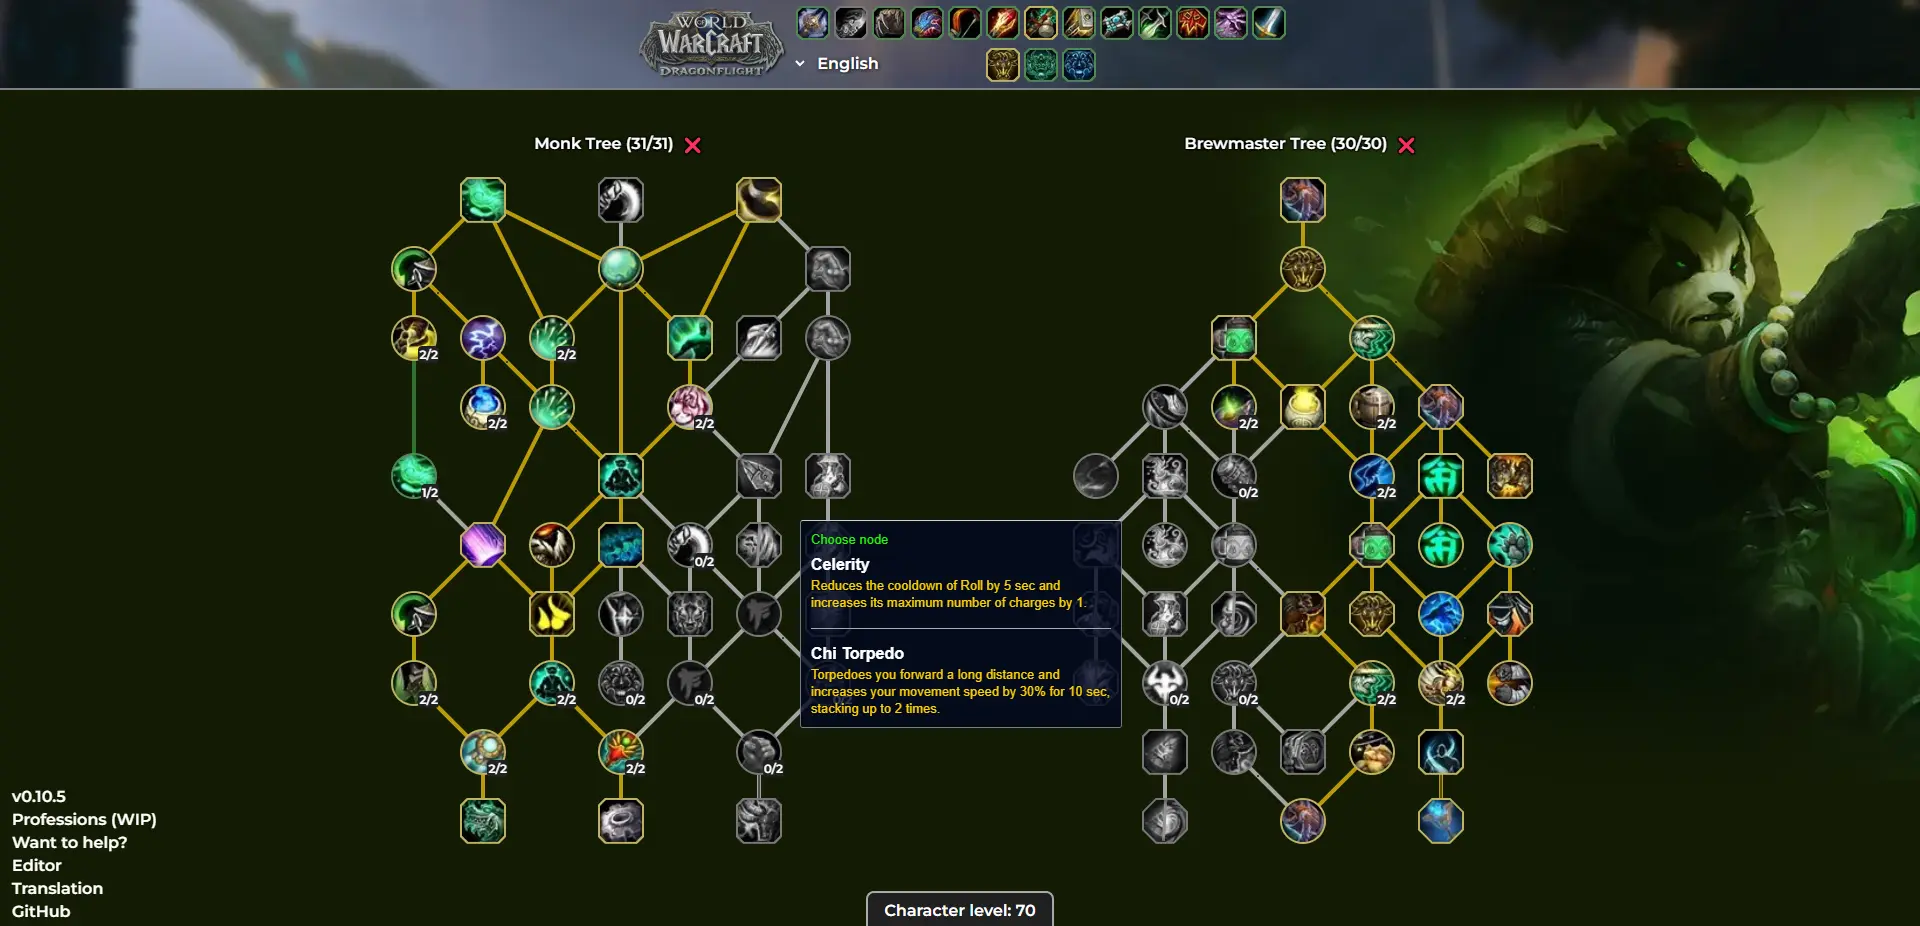 WORLD
WARCRAFT
DRAGONFLIGHT
English
Monk Tree (31/31)
Brewmaster Tree (30/30)
2/2
2/2
2/2
2/2
2/2
2/2
1/2
0/2
2/2
Choose node
Celerity
Reduces the cooldown of Roll by 5 sec and
increases its maximum number of charges by 1.
0/2
Chi Torpedo
Torpedoes you forward a long distance and
increases your movement speed by 30% for 10 sec,
stacking up to 2 times.
2/2
2/2
0/2
0/2
0/2
0/2
2/2
2/2
2/2
2/2
0/2
v0.10.5
Professions (WIP)
Want to help?
Editor
Translation
GitHub
Character level: 70